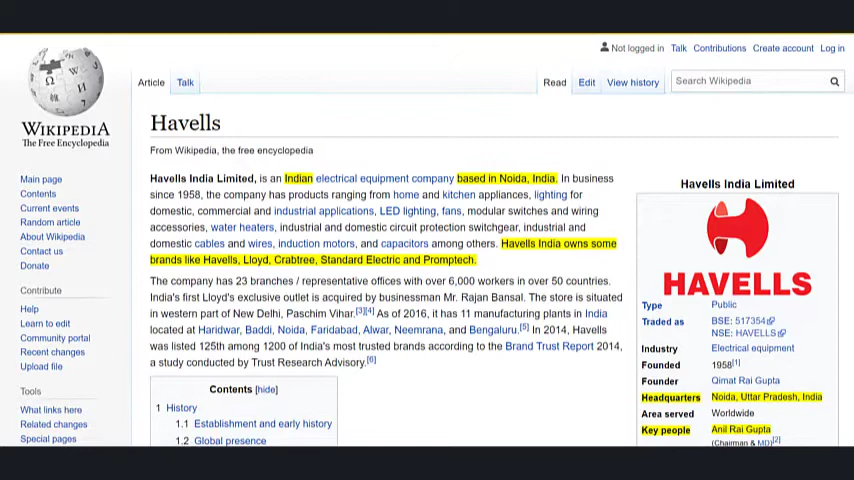 Not logged in Talk Contributions Create account Log in
Article Talk Read Edit View history Search Wikipedia
WIKIPEDIA
The Free Encyclopedia
Main page
Contents
Current events
Random article
About Wikipedia
Contact us
Donate
Contribute
Help
Learn to edit
Community portal
Recent changes
Upload file
Tools
What links here
Related changes
Special pages
Havells
From Wikipedia, the free encyclopedia
Havells India Limited, is an Indian electrical equipment company based in Noida, India. In business
since 1958, the company has products ranging from home and kitchen appliances, lighting for
domestic, commercial and industrial applications, LED lighting, fans, modular switches and wiring
accessories, water heaters, industrial and domestic circuit protection switchgear, industrial and
domestic cables and wires, induction motors, and capacitors among others. Havells India owns some
brands like Havells, Lloyd, Crabtree, Standard Electric and Promptech.
The company has 23 branches / representative offices with over 6,000 workers in over 50 countries.
India's first Lloyd's exclusive outlet is acquired by businessman Mr. Rajan Bansal. The store is situated
in western part of New Delhi, Paschim Vihar.[3][4] As of 2016, it has 11 manufacturing plants in India
located at Haridwar, Baddi, Noida, Faridabad, Alwar, Neemrana, and Bengaluru.[5] In 2014, Havells
was listed 125th among 1200 of India's most trusted brands according to the Brand Trust Report 2014,
a study conducted by Trust Research Advisory.[6]
Contents [hide]
1 History
1.1 Establishment and early history
1.2 Global presence
Havells India Limited
HAVELLS
Type Public
Traded as BSE: 517354
NSE: HAVELLS
Industry Electrical equipment
Founded 1958[1]
Founder Qimat Rai Gupta
Headquarters Noida, Uttar Pradesh, India
Area served Worldwide
Key people Anil Rai Gupta
(Chairman & MD)[2]